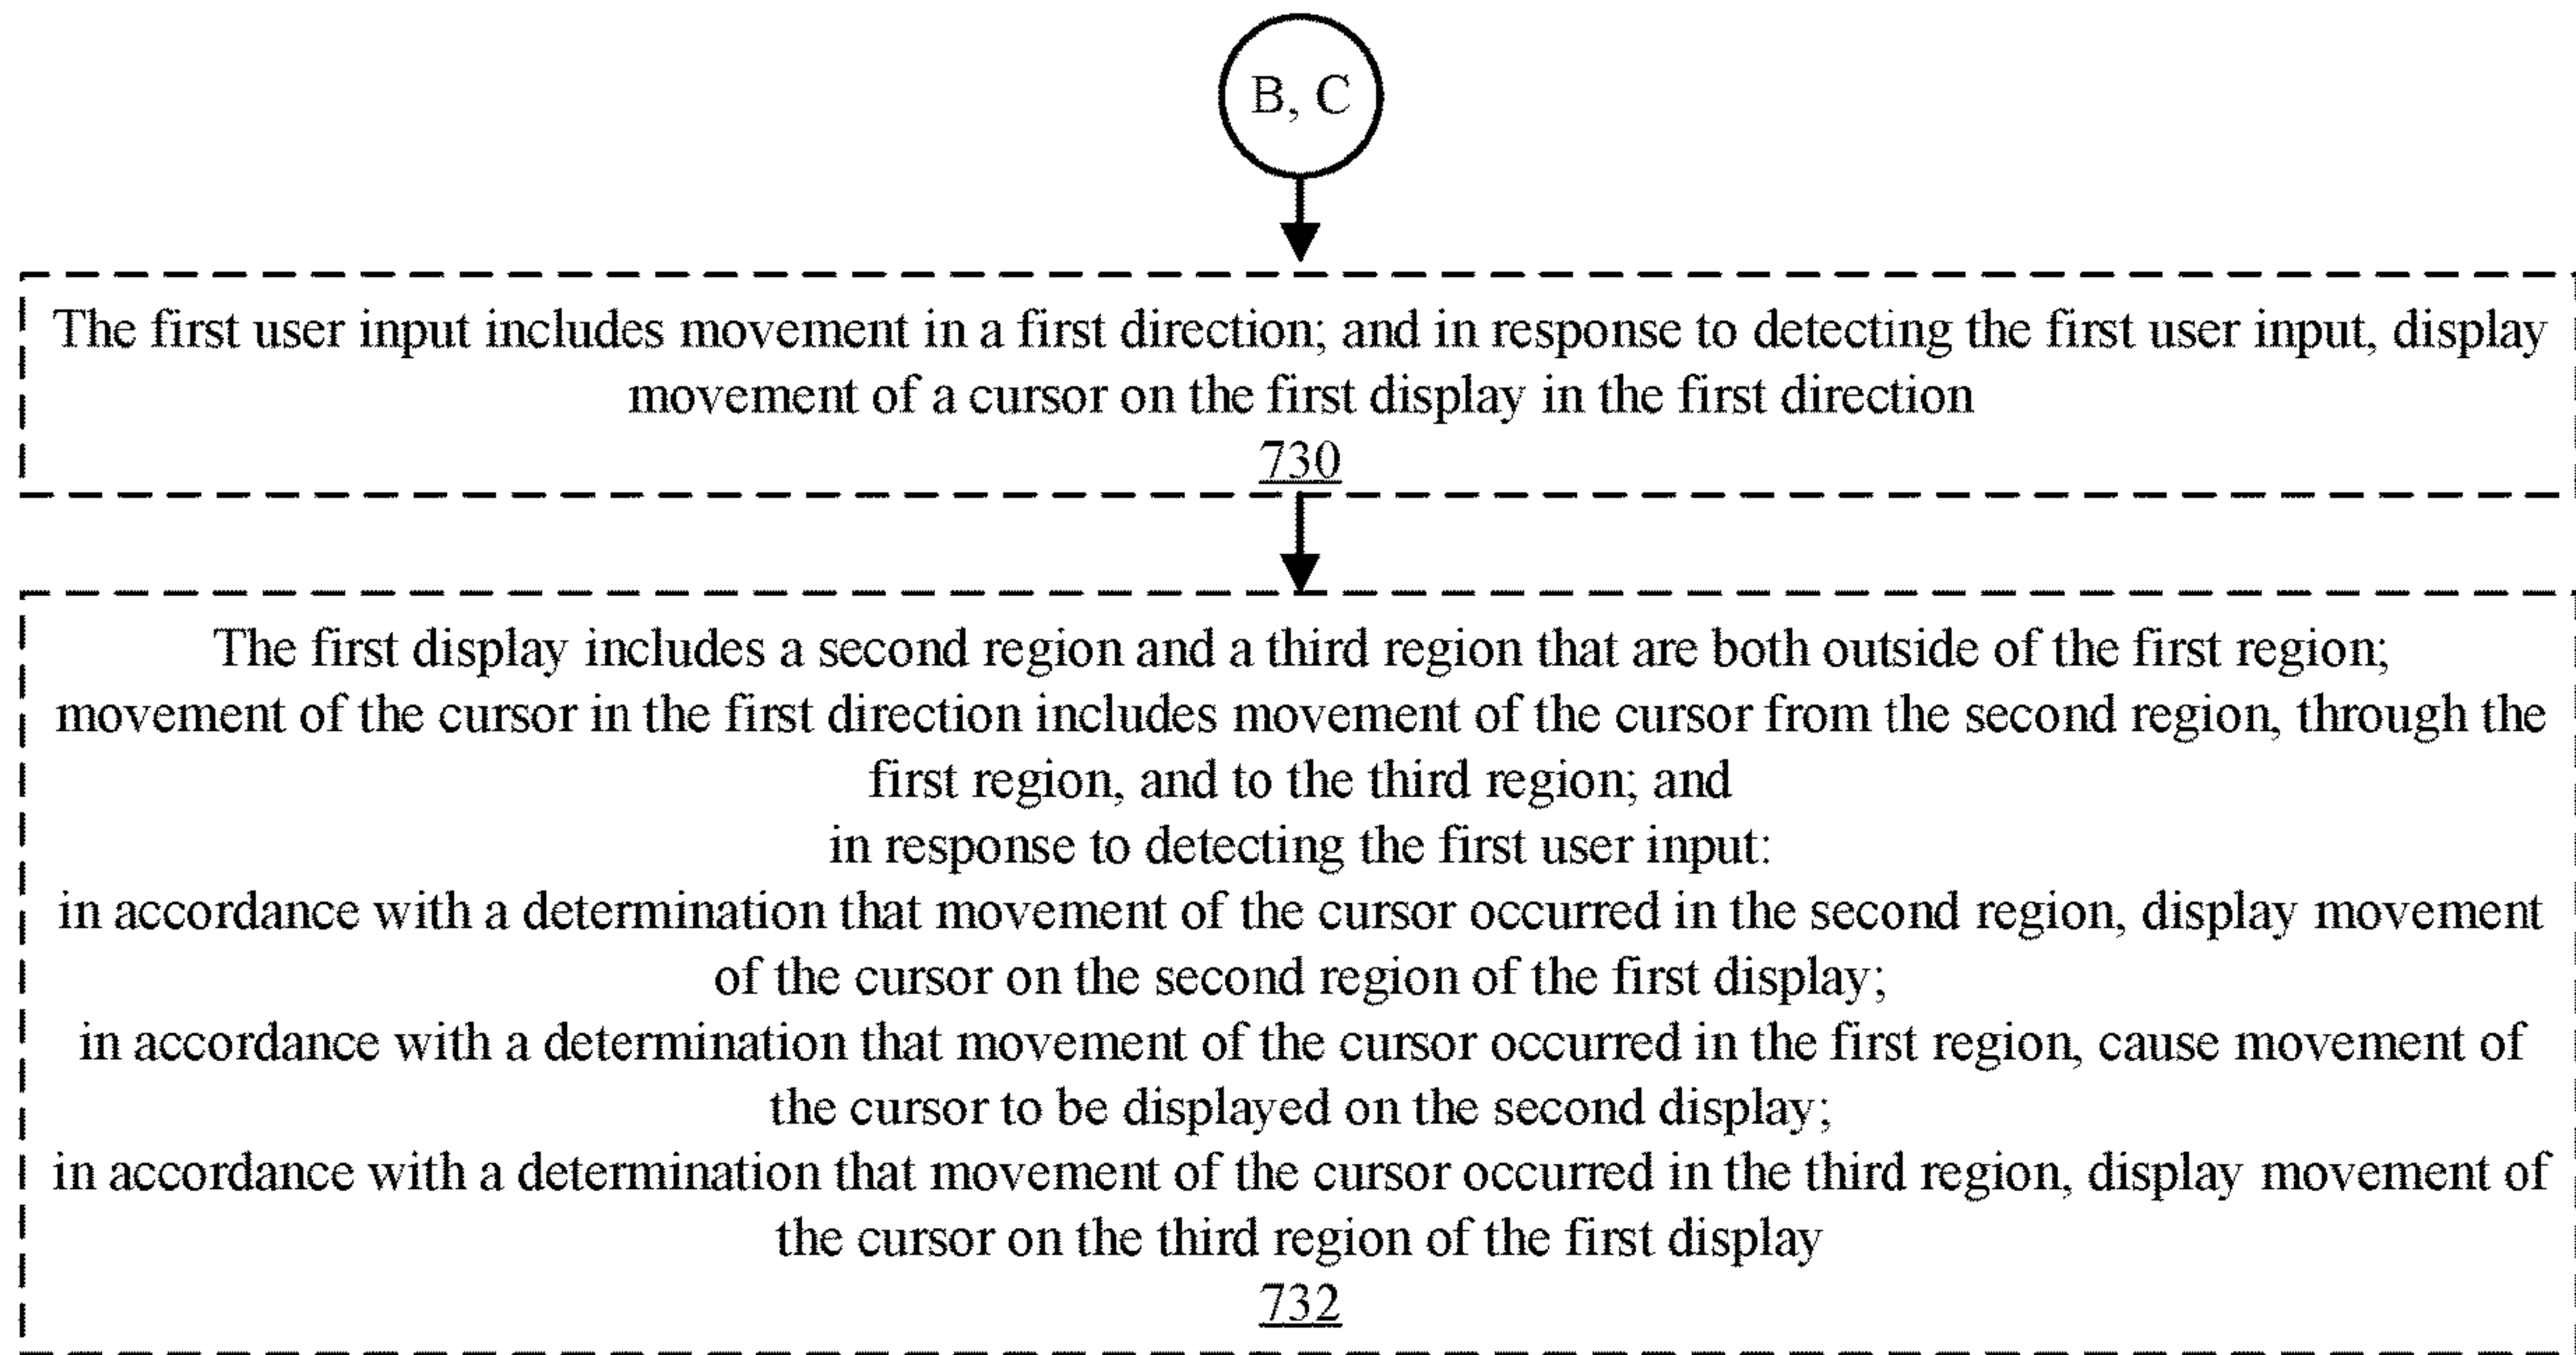 B, C
The first user input includes movement in a first direction; and in response to detecting the first user input, display
movement of a cursor on the first display in the first direction
730
The first display includes a second region and a third region that are both outside of the first region;
movement of the cursor in the first direction includes movement of the cursor from the second region, through the
first region, and to the third region; and
in response to detecting the first user input:
in accordance with a determination that movement of the cursor occurred in the second region, display movement
of the cursor on the second region of the first display;
in accordance with a determination that movement of the cursor occurred in the first region, cause movement of
the cursor to be displayed on the second display;
in accordance with a determination that movement of the cursor occurred in the third region, display movement of
the cursor on the third region of the first display
732